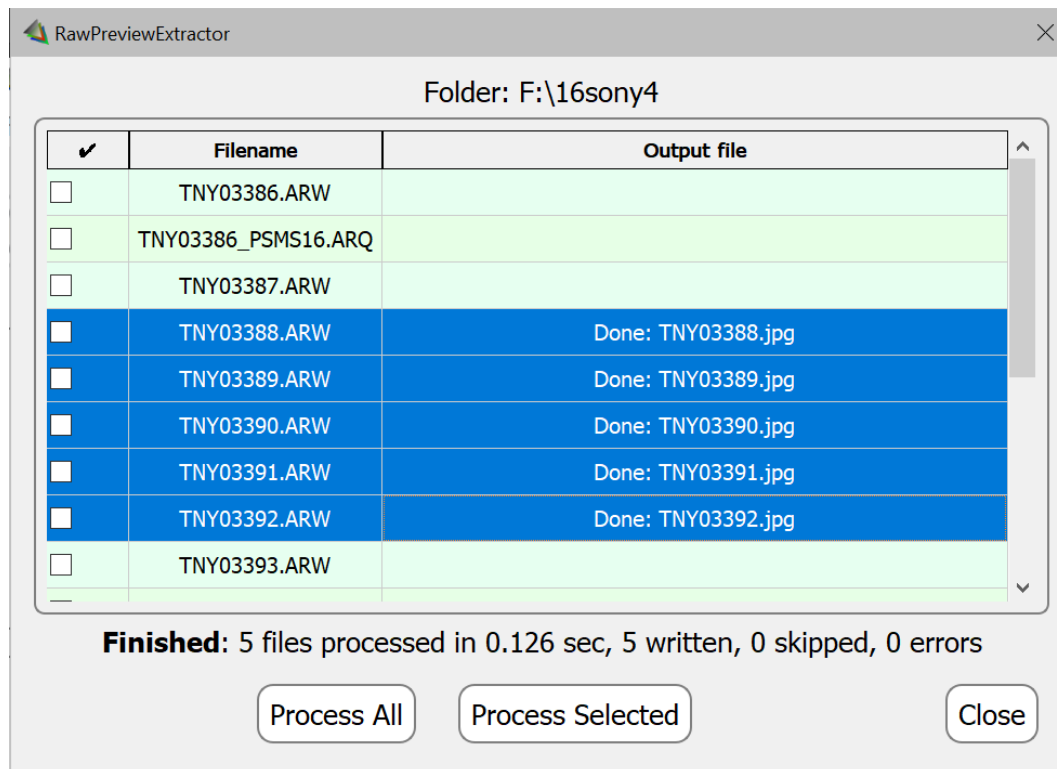 RawPreviewExtractor
Folder: F:\16sony4
✔ Filename Output file
TNY03386.ARW
TNY03386_PSMS16.ARQ
TNY03387.ARW
TNY03388.ARW Done: TNY03388.jpg
TNY03389.ARW Done: TNY03389.jpg
TNY03390.ARW Done: TNY03390.jpg
TNY03391.ARW Done: TNY03391.jpg
TNY03392.ARW Done: TNY03392.jpg
TNY03393.ARW
Finished: 5 files processed in 0.126 sec, 5 written, 0 skipped, 0 errors
Process All Process Selected Close